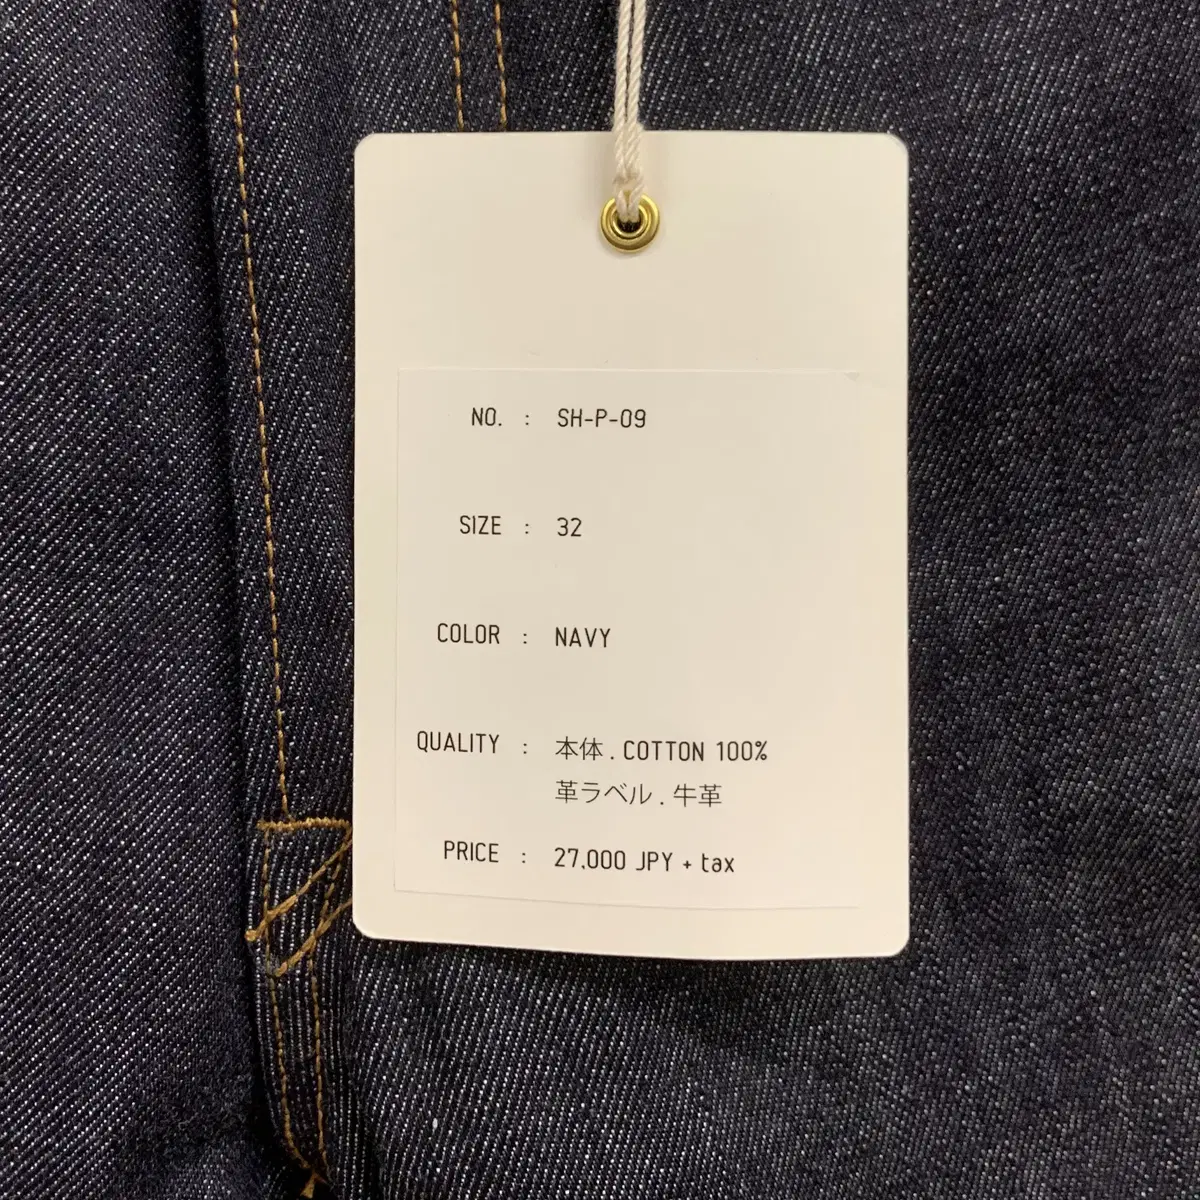 NO. : SH-P-09
SIZE : 32
COLOR : NAVY
QUALITY : 本体 . COTTON 100%
革ラベル . 牛革
PRICE : 27,000 JPY + tax